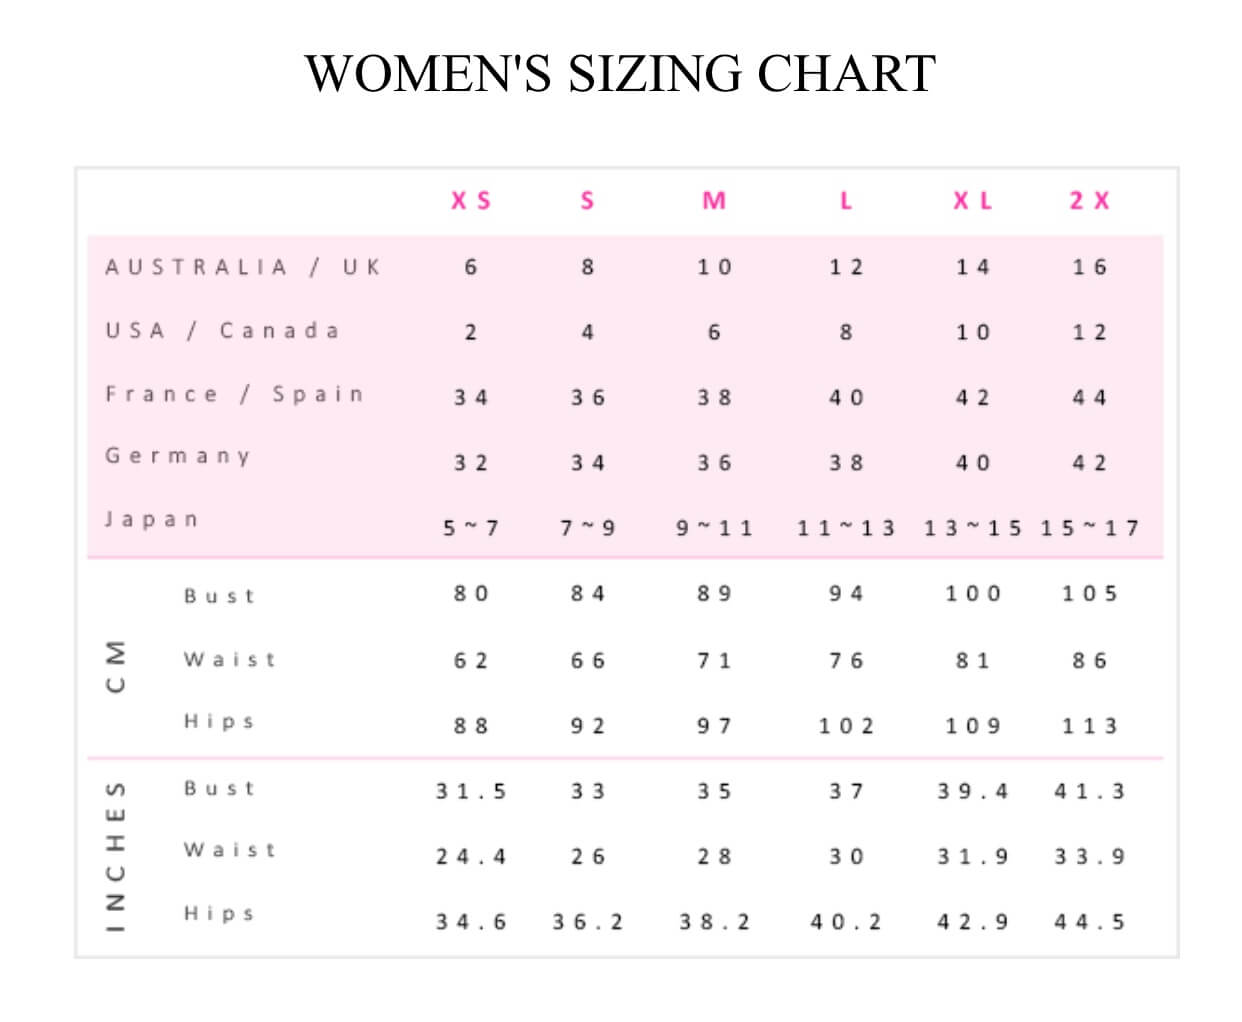 WOMEN'S SIZING CHART
XS S M L XL 2X
AUSTRALIA / UK 6 8 10 12 14 16
USA / Canada 2 4 6 8 10 12
France / Spain 34 36 38 40 42 44
Germany 32 34 36 38 40 42
Japan 5~7 7~9 9~11 11~13 13~15 15~17
CM
Bust 80 84 89 94 100 105
Waist 62 66 71 76 81 86
Hips 88 92 97 102 109 113
INCHES
Bust 31.5 33 35 37 39.4 41.3
Waist 24.4 26 28 30 31.9 33.9
Hips 34.6 36.2 38.2 40.2 42.9 44.5